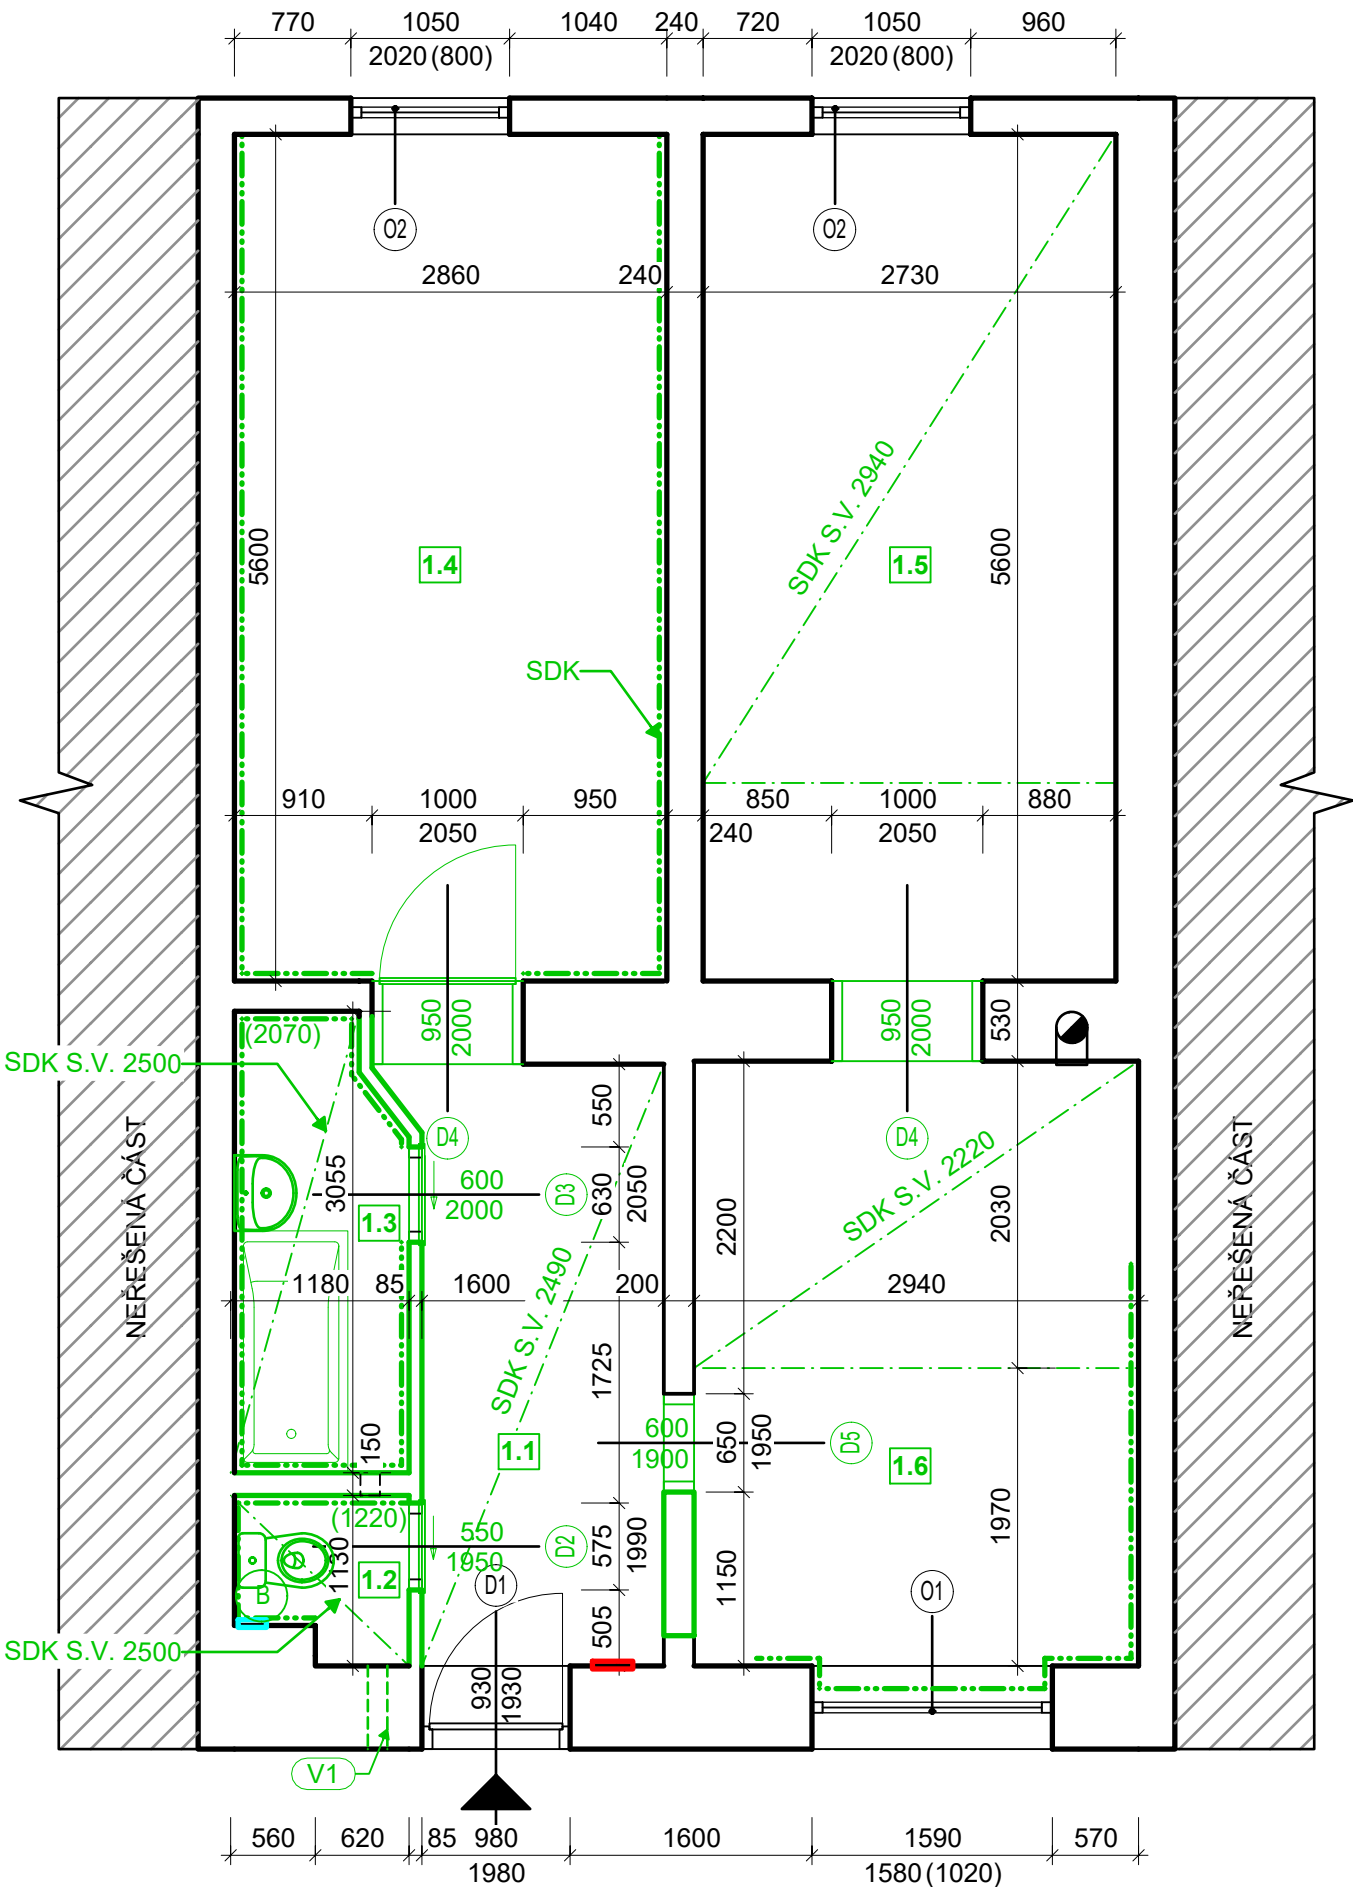 770 1050 1040 240 720 1050 960
2020 (800) 2020 (800)
O2 O2
2860 240 2730
SDK S.V. 2940
5600 1.4 1.5 5600
SDK
910 1000 950 850 1000 880
2050 240 2050
950 2000 950 2000 530
(2070)
SDK S.V. 2500
NEŘEŠENÁ ČÁST
NEŘEŠENÁ ČÁST
D4 D4
550
3055 600 D3 630 2050
2000
1.3
2200
SDK S.V. 2220
2030
1180 85 1600 200 2940
SDK S.V. 2490
1725
150 1.1 600 650 1950 D5 1.6
1900
(1220)
1130 550 D2 575 1990 1970
1950
1.2 D1
B
1150 O1
505
SDK S.V. 2500
930 1930
V1
560 620 85 980 1600 1590 570
1980 1580 (1020)